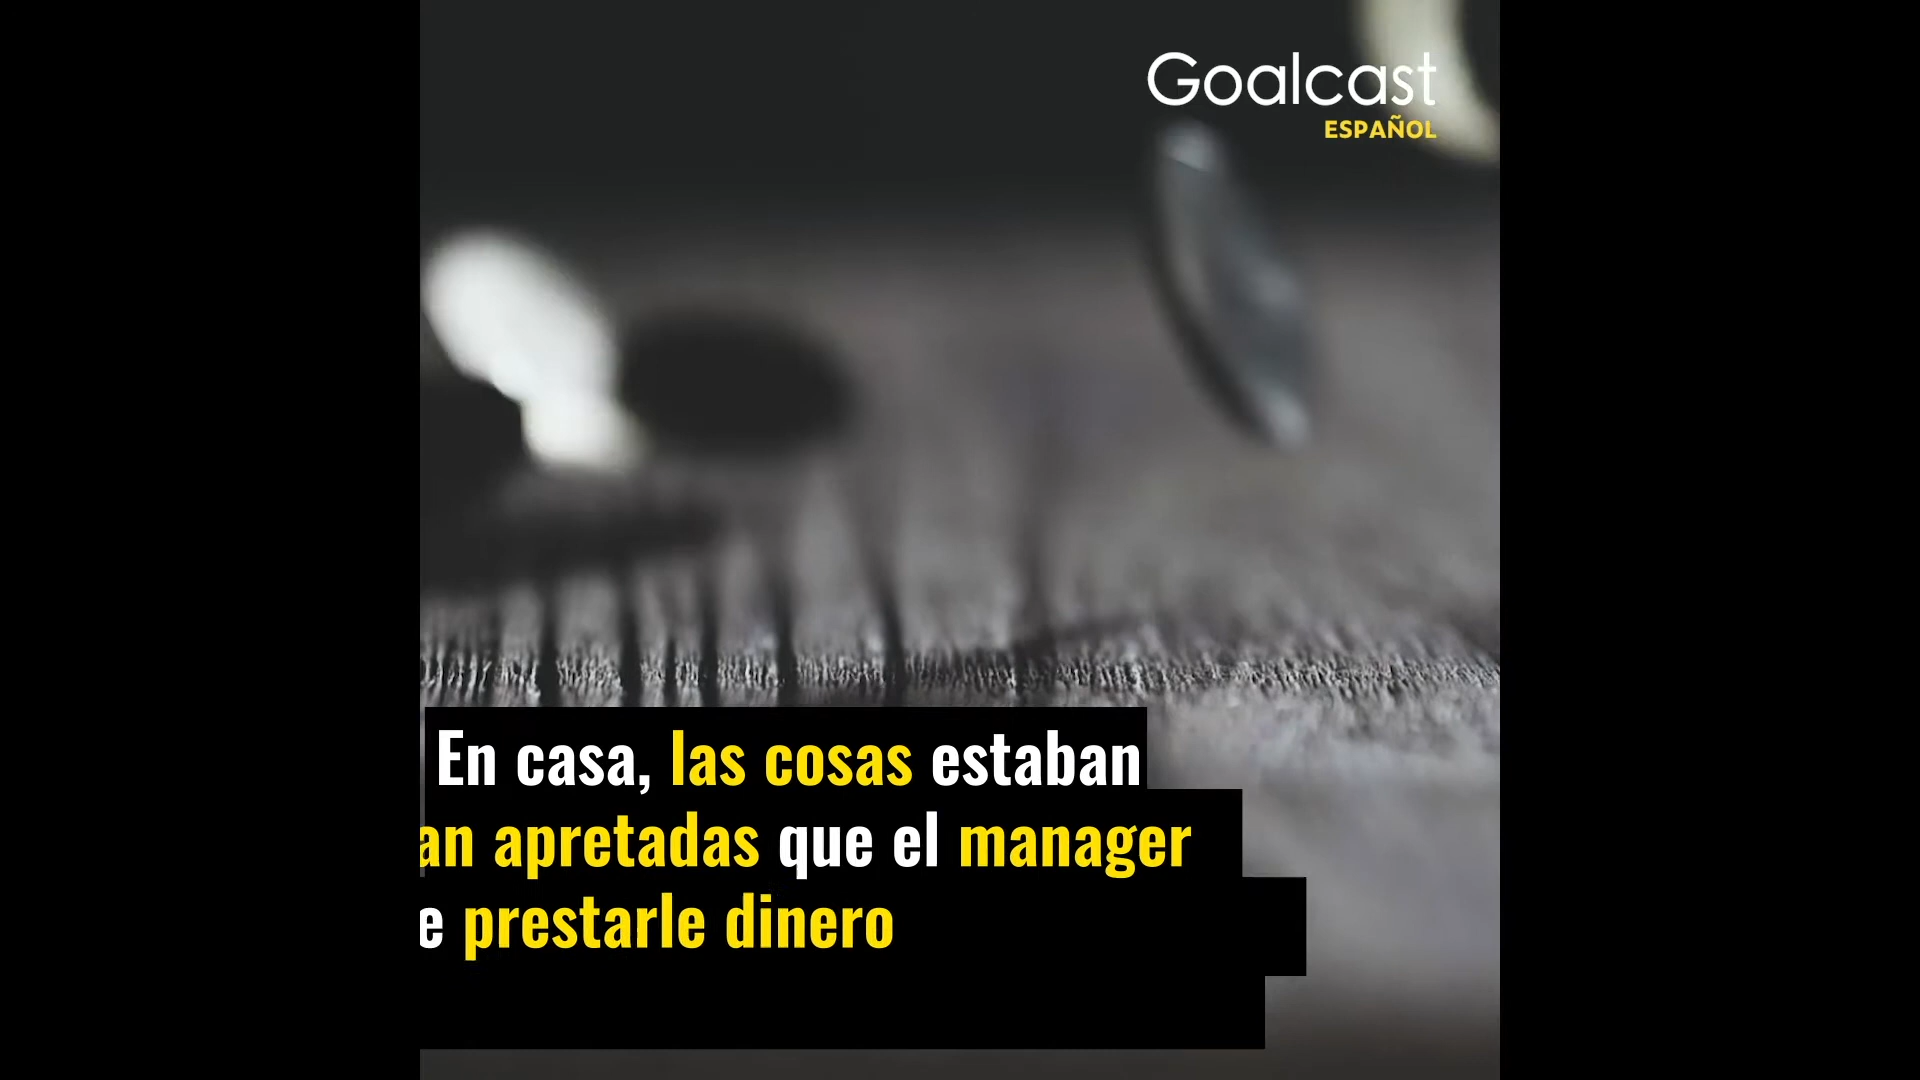 Goalcast
ESPAÑOL
En casa, las cosas estaban
an apretadas que el manager
e prestarle dinero